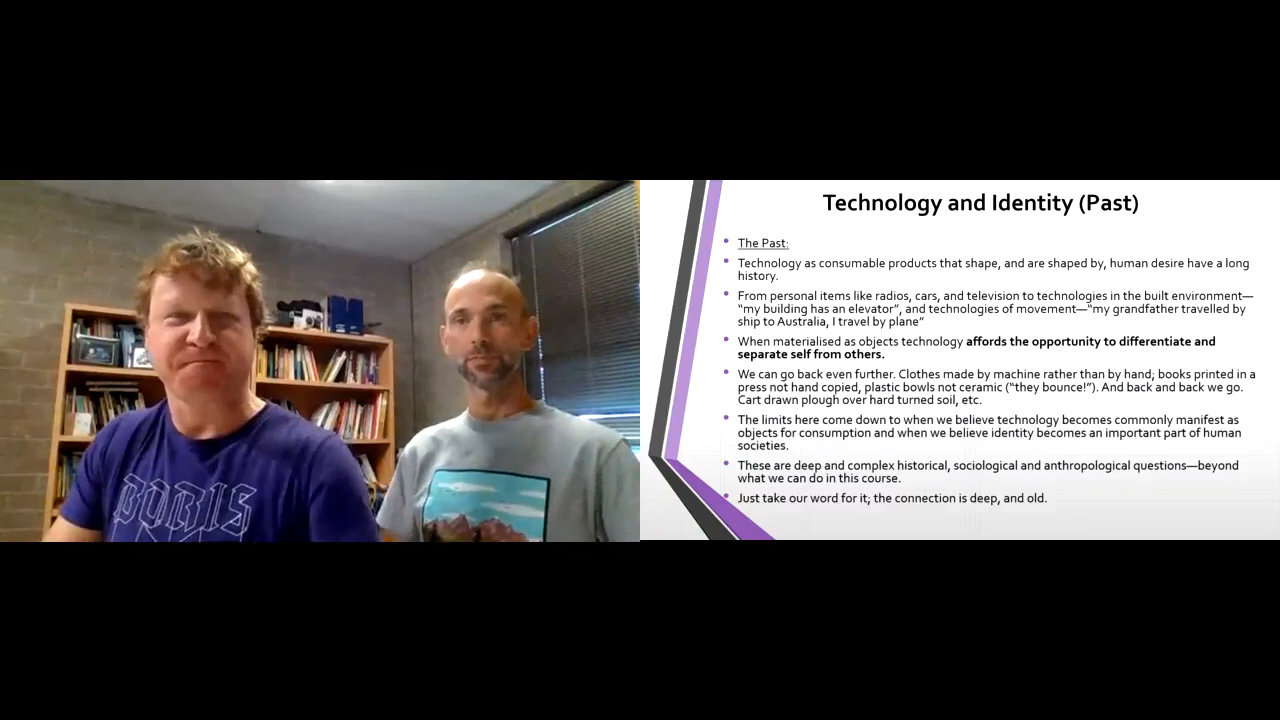 BORIS
Technology and Identity (Past)
• The Past:
• Technology as consumable products that shape, and are shaped by, human desire have a long
history.
• From personal items like radios, cars, and television to technologies in the built environment—
“my building has an elevator”, and technologies of movement—“my grandfather travelled by
ship to Australia, I travel by plane”
• When materialised as objects technology affords the opportunity to differentiate and
separate self from others.
• We can go back even further. Clothes made by machine rather than by hand; books printed in a
press not hand copied, plastic bowls not ceramic (“they bounce!”). And back and back we go.
Cart drawn plough over hard turned soil, etc.
• The limits here come down to when we believe technology becomes commonly manifest as
objects for consumption and when we believe identity becomes an important part of human
societies.
• These are deep and complex historical, sociological and anthropological questions—beyond
what we can do in this course.
• Just take our word for it; the connection is deep, and old.